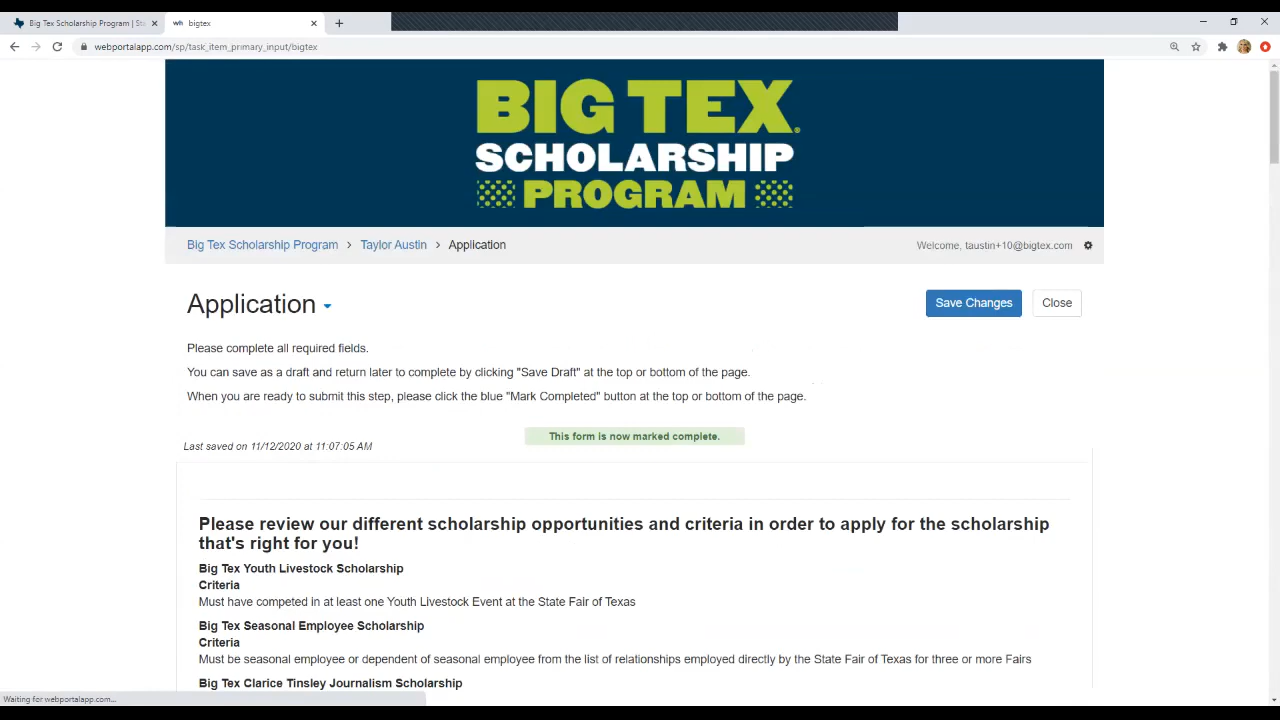 Big Tex Scholarship Program | St
wh bigtex
webportalapp.com/sp/task_item_primary_input/bigtex
BIG TEX®
SCHOLARSHIP
PROGRAM
Big Tex Scholarship Program > Taylor Austin > Application
Welcome, taustin+10@bigtex.com
Application
Save Changes
Close
Please complete all required fields.
You can save as a draft and return later to complete by clicking "Save Draft" at the top or bottom of the page.
When you are ready to submit this step, please click the blue "Mark Completed" button at the top or bottom of the page.
This form is now marked complete.
Last saved on 11/12/2020 at 11:07:05 AM
Please review our different scholarship opportunities and criteria in order to apply for the scholarship
that's right for you!
Big Tex Youth Livestock Scholarship
Criteria
Must have competed in at least one Youth Livestock Event at the State Fair of Texas
Big Tex Seasonal Employee Scholarship
Criteria
Must be seasonal employee or dependent of seasonal employee from the list of relationships employed directly by the State Fair of Texas for three or more Fairs
Big Tex Clarice Tinsley Journalism Scholarship
Waiting for webportalapp.com...